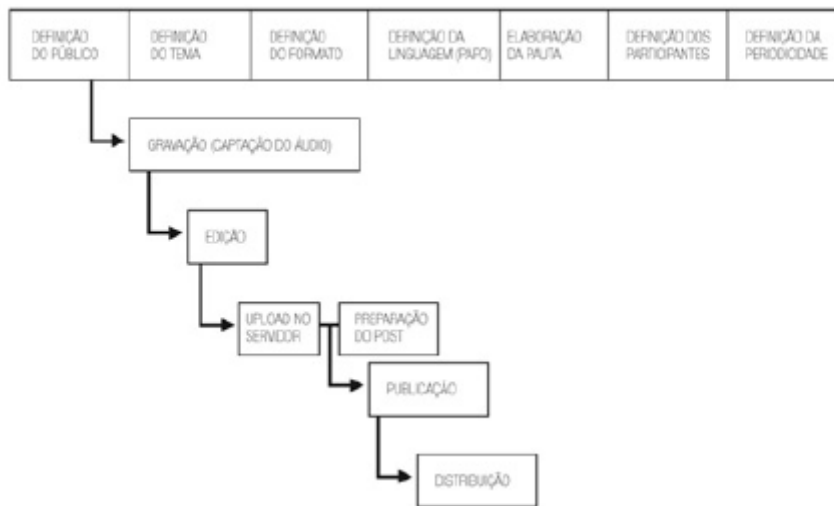 DEFINIÇÃO
DO PÚBLICO
DEFINIÇÃO
DO TEMA
DEFINIÇÃO
DO FORMATO
DEFINIÇÃO DA
LINGUAGEM (PAPO)
ELABORAÇÃO
DA PAUTA
DEFINIÇÃO DOS
PARTICIPANTES
DEFINIÇÃO DA
PERIODICIDADE
GRAVAÇÃO (CAPTAÇÃO DO ÁUDIO)
EDIÇÃO
UPLOAD NO
SERVIDOR
PREPARAÇÃO
DO POST
PUBLICAÇÃO
DISTRIBUIÇÃO